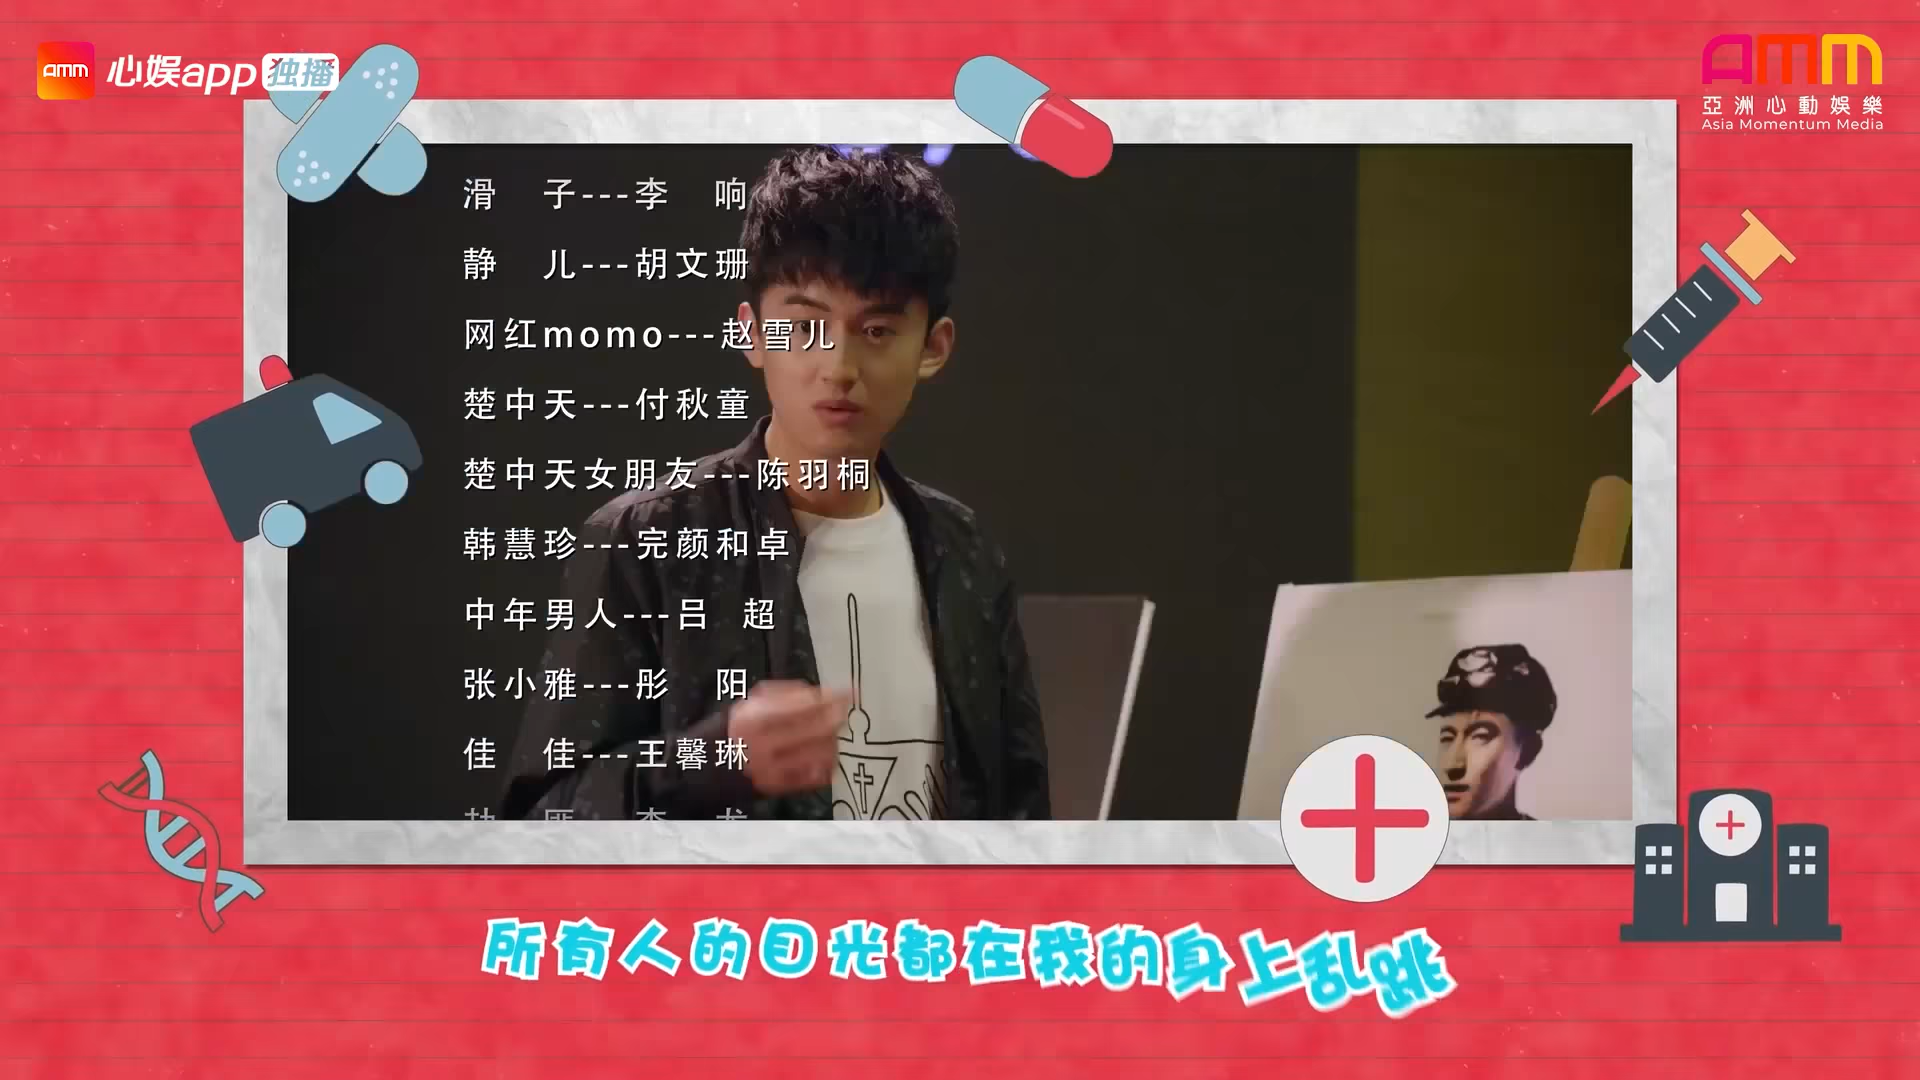 AMM 心娱app 独播
AMM
亞洲心動娛樂
Asia Momentum Media
滑 子---李 响
静 儿---胡文珊
网红momo---赵雪儿
楚中天---付秋童
楚中天女朋友---陈羽桐
韩慧珍---完颜和卓
中年男人---吕 超
张小雅---彤 阳
佳 佳---王馨琳
所有人的目光都在我的身上乱跳